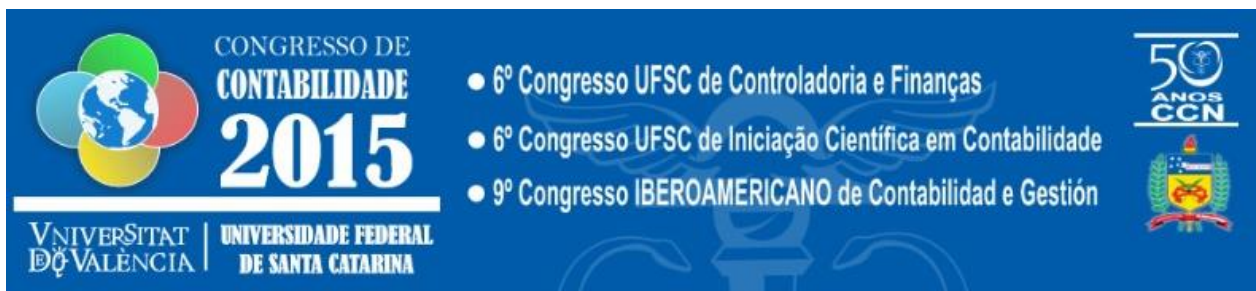 CONGRESSO DE
CONTABILIDADE
2015
VNIVERSITAT
D VALÈNCIA
UNIVERSIDADE FEDERAL
DE SANTA CATARINA
● 6º Congresso UFSC de Controladoria e Finanças
● 6º Congresso UFSC de Iniciação Científica em Contabilidade
● 9º Congresso IBEROAMERICANO de Contabilidad e Gestión
50
ANOS
CCN